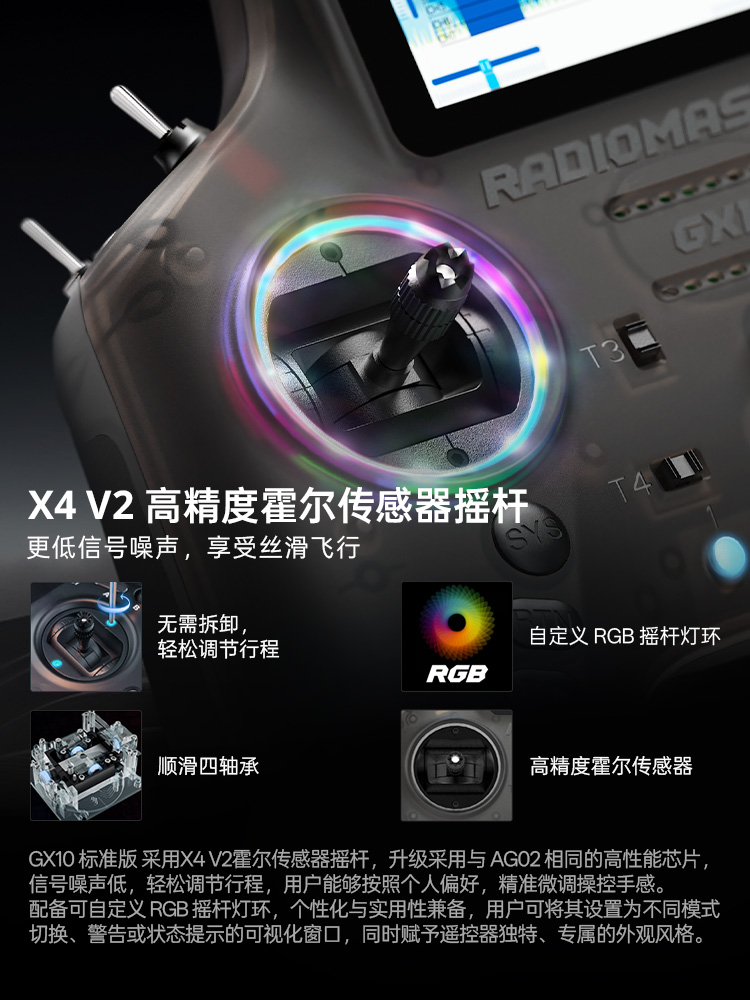 RADIOMAS
GX1
T3
T4
SYS
1
X4 V2 高精度霍尔传感器摇杆
更低信号噪声，享受丝滑飞行
无需拆卸，
轻松调节行程
RGB
自定义 RGB 摇杆灯环
顺滑四轴承
高精度霍尔传感器
GX10 标准版 采用X4 V2霍尔传感器摇杆，升级采用与 AG02 相同的高性能芯片，
信号噪声低，轻松调节行程，用户能够按照个人偏好，精准微调操控手感。
配备可自定义 RGB 摇杆灯环，个性化与实用性兼备，用户可将其设置为不同模式
切换、警告或状态提示的可视化窗口，同时赋予遥控器独特、专属的外观风格。